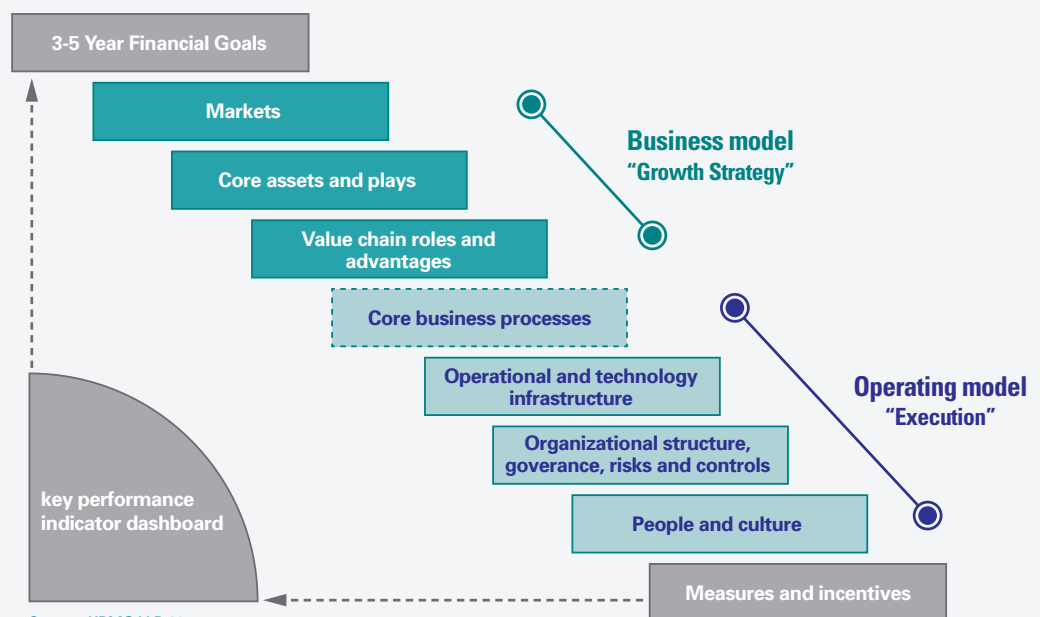 3-5 Year Financial Goals
Markets
Core assets and plays
Value chain roles and
advantages
Core business processes
Operational and technology
infrastructure
Organizational structure,
goverance, risks and controls
People and culture
Measures and incentives
Business model
“Growth Strategy”
Operating model
“Execution”
key performance
indicator dashboard